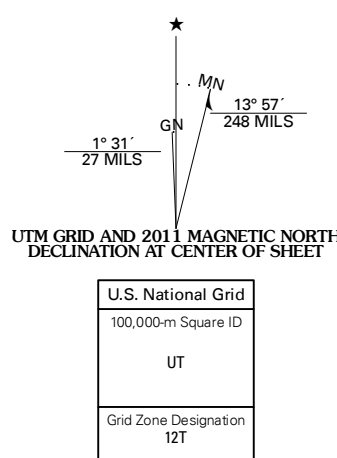 ★
MN
GN
13° 57´
248 MILS
1° 31´
27 MILS
UTM GRID AND 2011 MAGNETIC NORTH
DECLINATION AT CENTER OF SHEET
U.S. National Grid
100,000-m Square ID
UT
Grid Zone Designation
12T